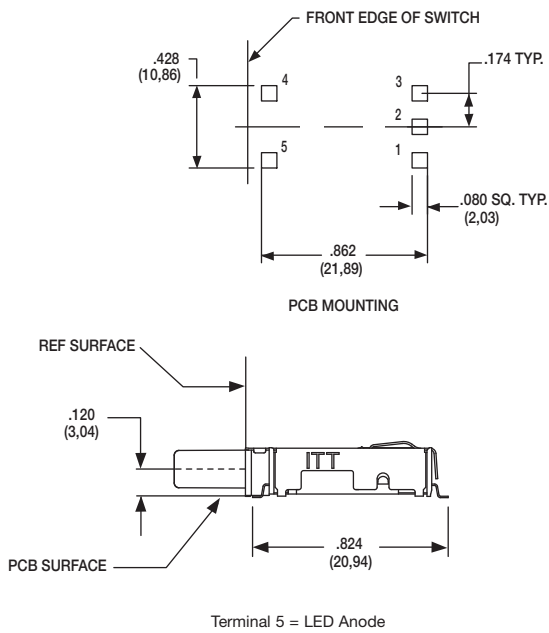 FRONT EDGE OF SWITCH
.428
(10,86)
.174 TYP.
4
3
2
5
1
.080 SQ. TYP.
(2,03)
.862
(21,89)
PCB MOUNTING
REF SURFACE
.120
(3,04)
ITT
PCB SURFACE
.824
(20,94)
Terminal 5 = LED Anode